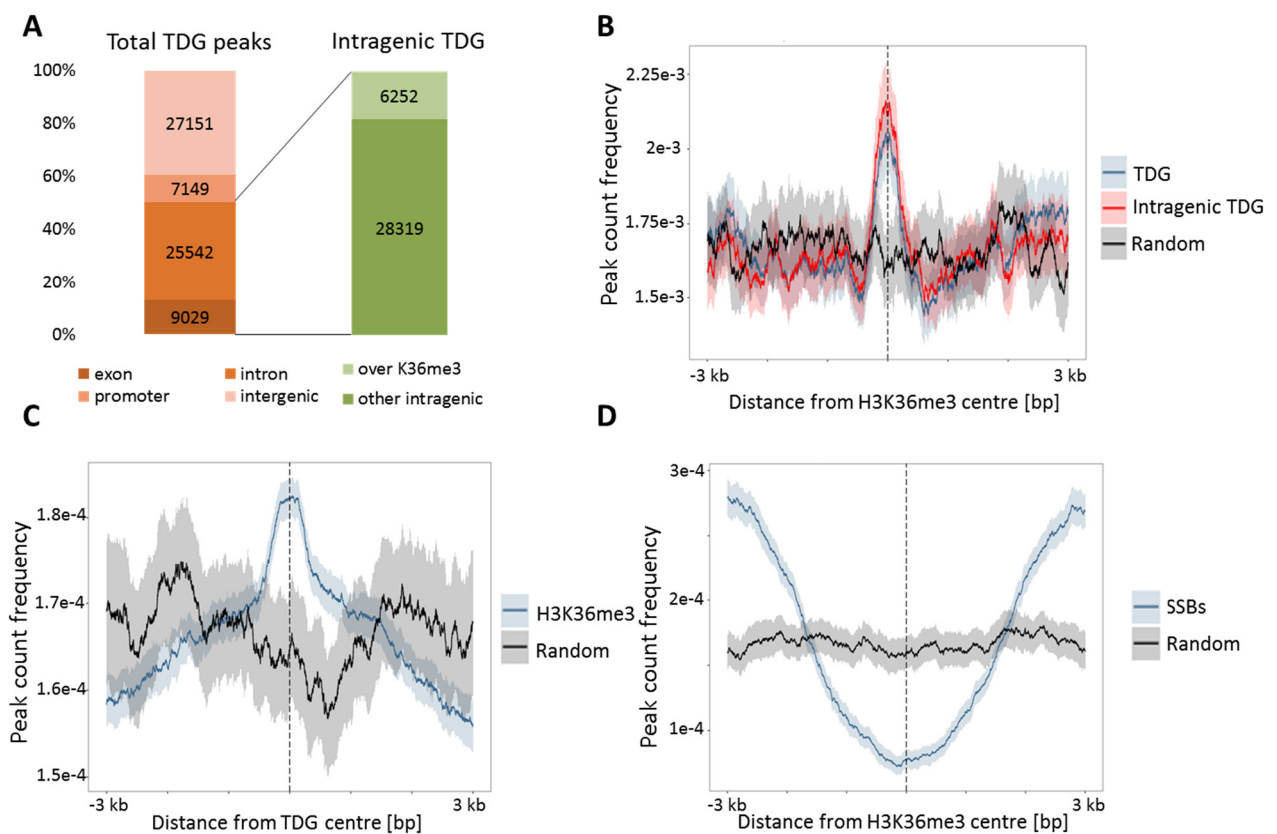 A
Total TDG peaks
Intragenic TDG
100%
80%
60%
40%
20%
0%
27151
7149
25542
9029
6252
28319
exon
intron
over K36me3
promoter
intergenic
other intragenic
B
Peak count frequency
2.25e-3
2e-3
1.75e-3
1.5e-3
-3 kb
3 kb
Distance from H3K36me3 centre [bp]
TDG
Intragenic TDG
Random
C
Peak count frequency
1.8e-4
1.7e-4
1.6e-4
1.5e-4
-3 kb
3 kb
Distance from TDG centre [bp]
H3K36me3
Random
D
Peak count frequency
3e-4
2e-4
1e-4
-3 kb
3 kb
Distance from H3K36me3 centre [bp]
SSBs
Random